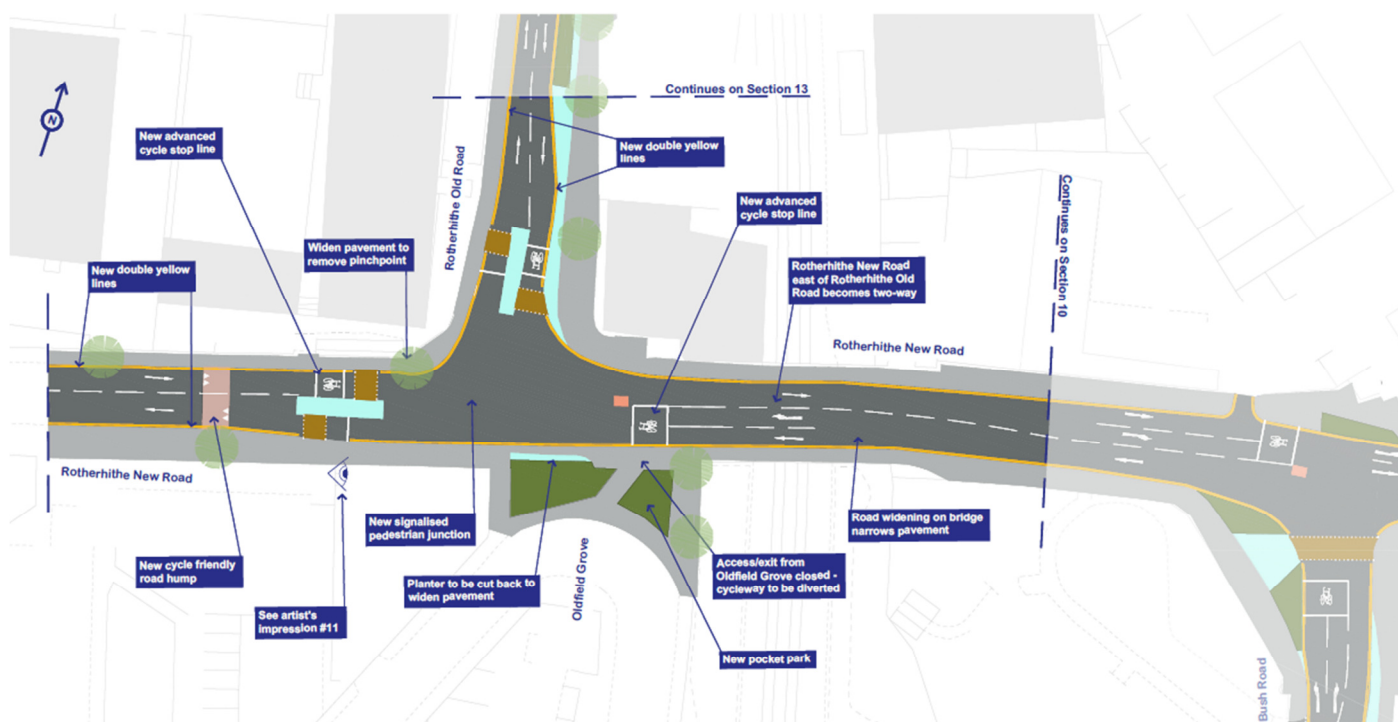 Continues on Section 13
N
New advanced
cycle stop line
New double yellow
lines
Rotherhithe Old Road
New advanced
cycle stop line
Continues on Section 10
Widen pavement to
remove pinchpoint
New double yellow
lines
Rotherhithe New Road
east of Rotherhithe Old
Road becomes two-way
Rotherhithe New Road
Rotherhithe New Road
New signalised
pedestrian junction
Road widening on bridge
narrows pavement
New cycle friendly
road hump
Planter to be cut back to
widen pavement
Oldfield Grove
Access/exit from
Oldfield Grove closed -
cycleway to be diverted
See artist's
impression #11
New pocket park
Bush Road